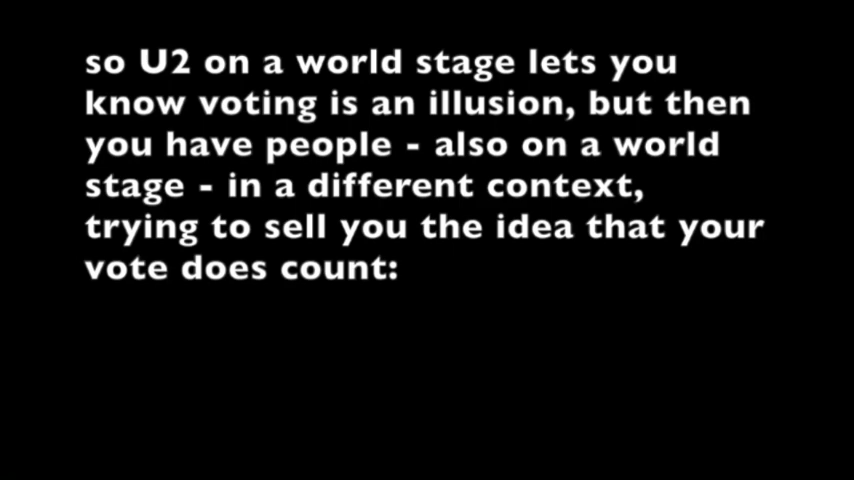 so U2 on a world stage lets you
know voting is an illusion, but then
you have people - also on a world
stage - in a different context,
trying to sell you the idea that your
vote does count: